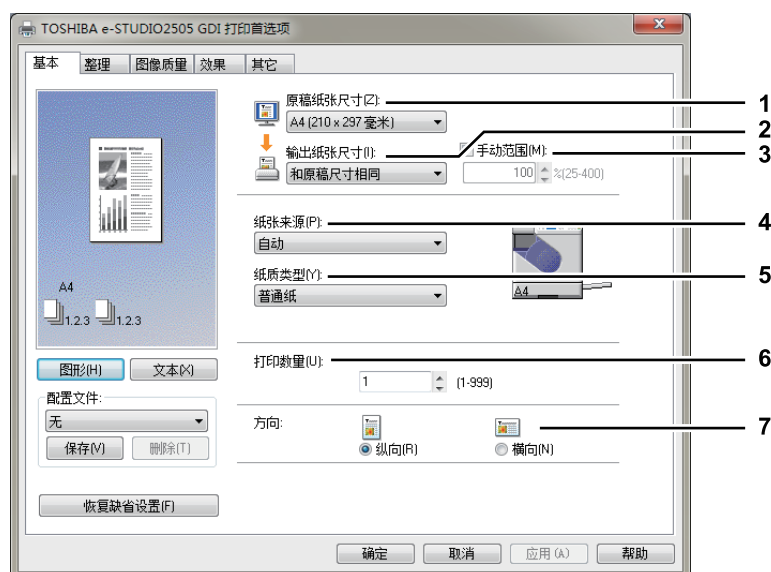 TOSHIBA e-STUDIO2505 GDI 打印首选项
基本 整理 图像质量 效果 其它
原稿纸张尺寸(Z):
A4 (210 x 297 毫米)
输出纸张尺寸(I):
和原稿尺寸相同
手动范围(M):
100 %(25-400)
纸张来源(P):
自动
纸质类型(Y):
普通纸
A4
打印数量(U):
1 (1-999)
方向:
纵向(R) 横向(N)
A4
1.2.3 1.2.3
图形(H) 文本(X)
配置文件:
无
保存(V) 删除(T)
恢复缺省设置(F)
确定 取消 应用(A) 帮助
1
2
3
4
5
6
7